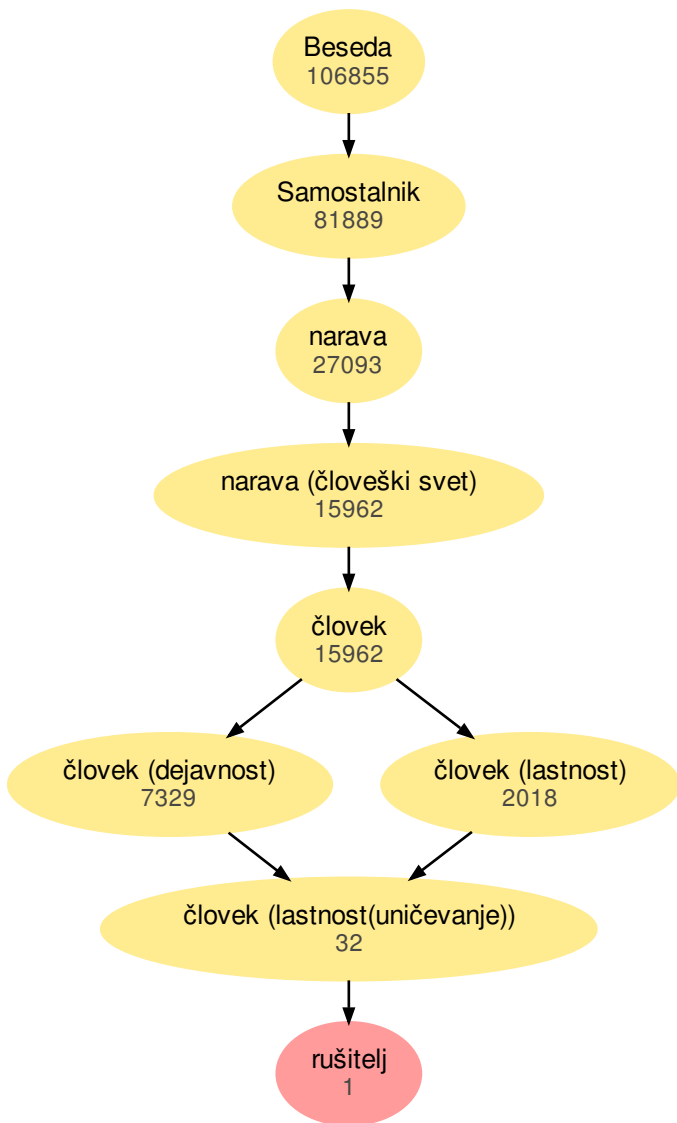 Beseda
106855
Samostalnik
81889
narava
27093
narava (človeški svet)
15962
človek
15962
človek (dejavnost)
7329
človek (lastnost)
2018
človek (lastnost(uničevanje))
32
rušitelj
1